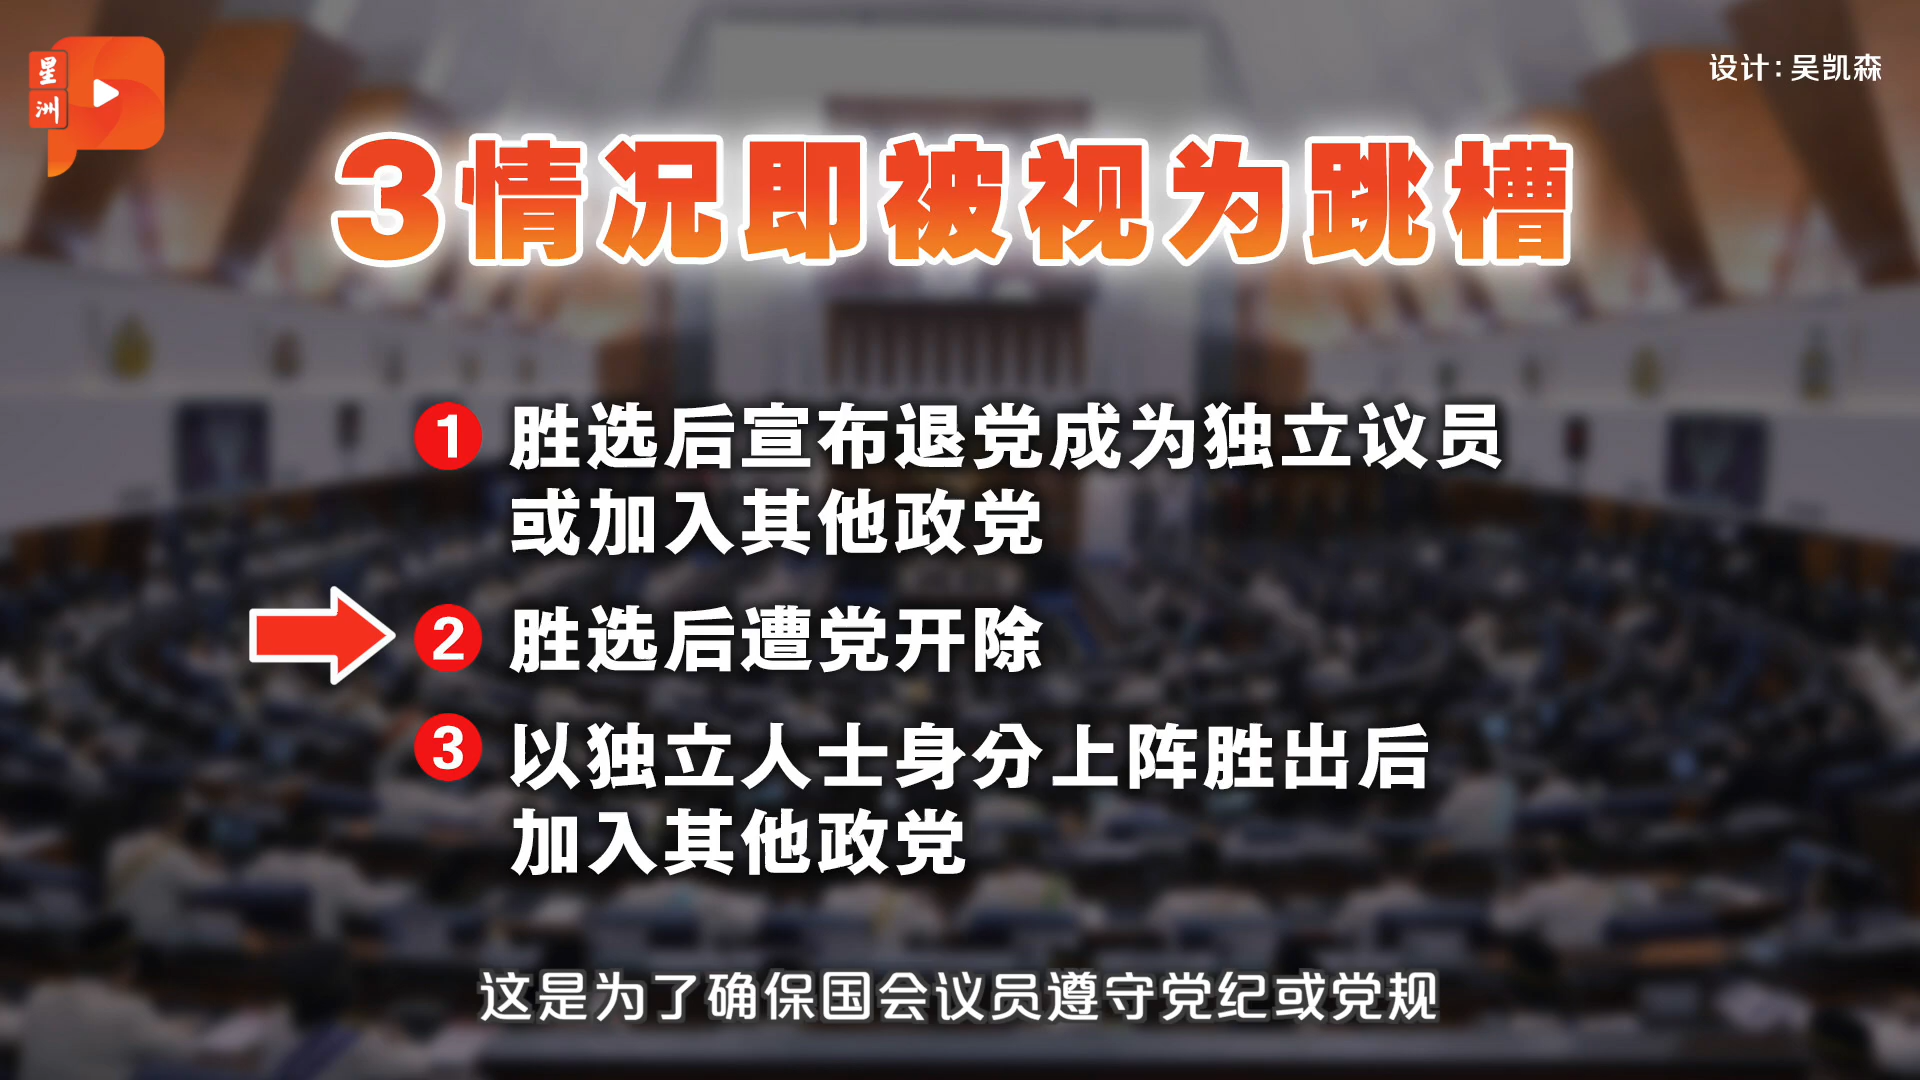 星洲
设计：吴凯森
3情况即被视为跳槽
1 胜选后宣布退党成为独立议员
或加入其他政党
2 胜选后遭党开除
3 以独立人士身分上阵胜出后
加入其他政党
这是为了确保国会议员遵守党纪或党规